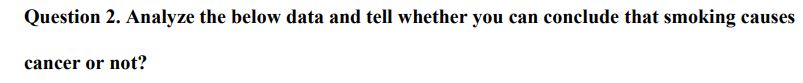 Question 2. Analyze the below data and tell whether you can conclude that smoking causes
cancer or not?